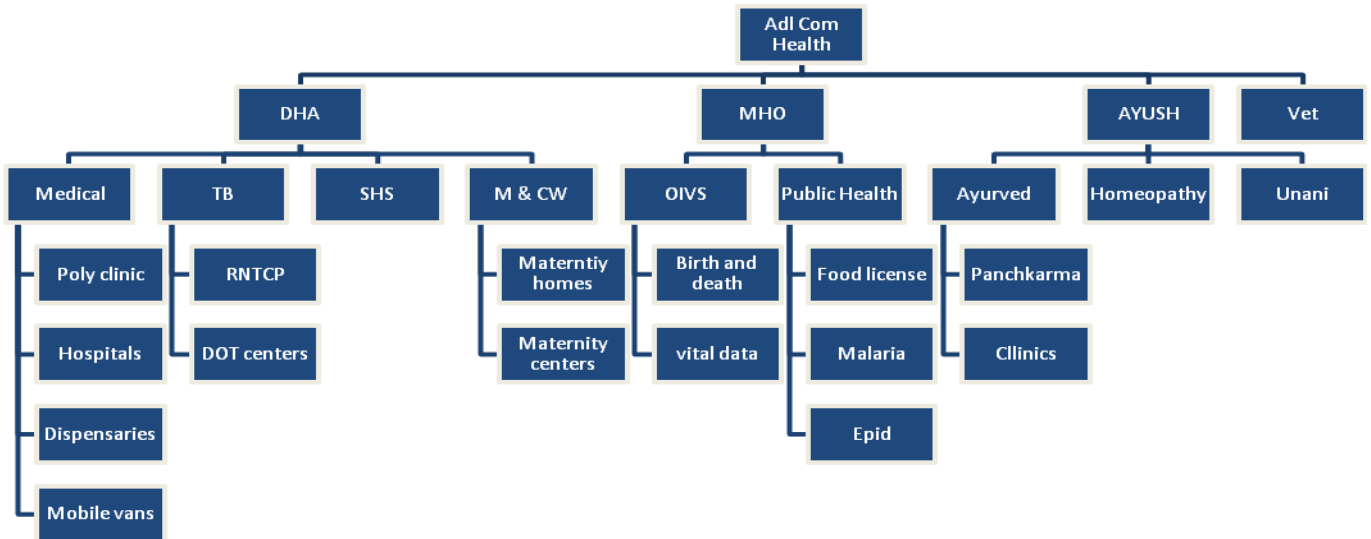 Adl Com
Health
DHA
MHO
AYUSH
Vet
Medical
TB
SHS
M & CW
OIVS
Public Health
Ayurved
Homeopathy
Unani
Poly clinic
RNTCP
Materntiy
homes
Birth and
death
Food license
Panchkarma
Hospitals
DOT centers
Maternity
centers
vital data
Malaria
Cllinics
Dispensaries
Epid
Mobile vans